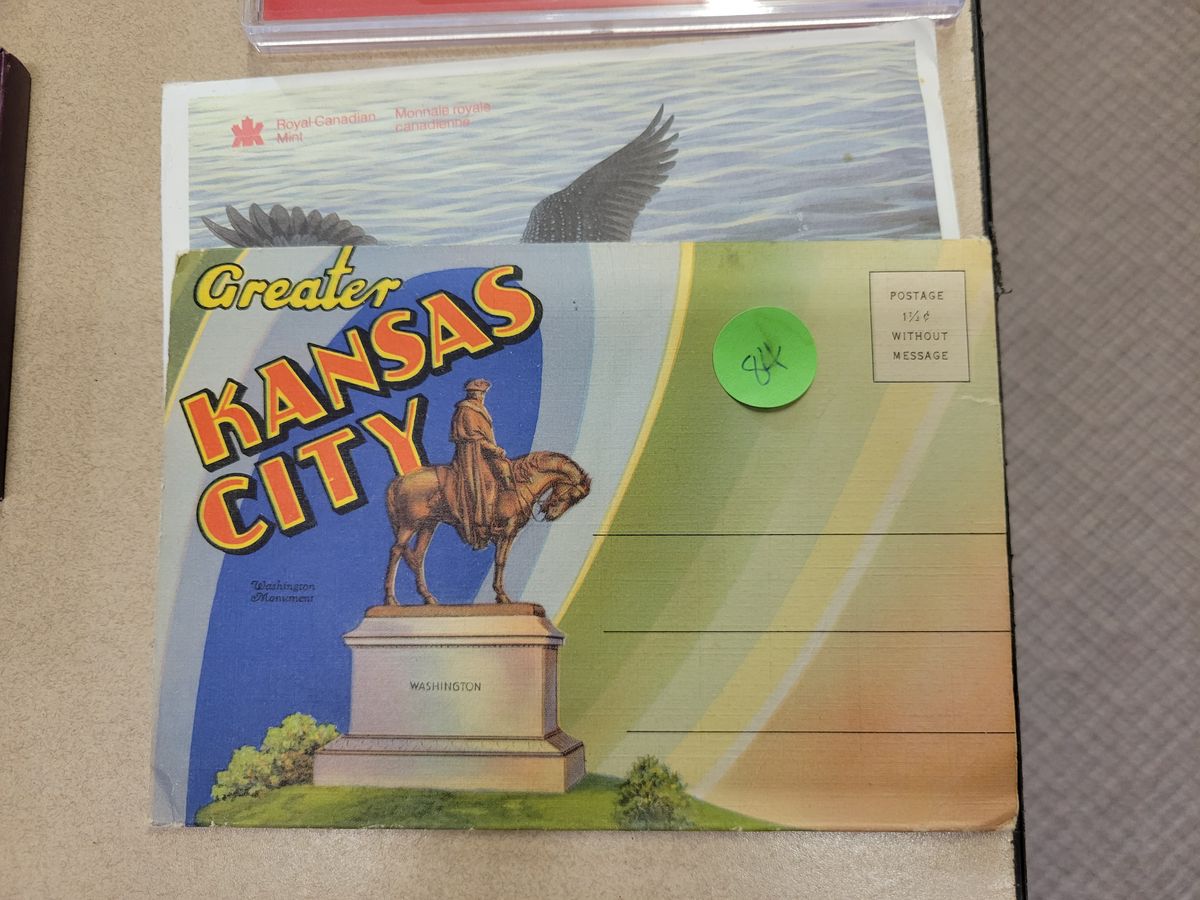 Royal Canadian
Mint
Monnaie royale
canadienne
Greater
KANSAS
CITY
POSTAGE
1½ ¢
WITHOUT
MESSAGE
Washington
Monument
WASHINGTON